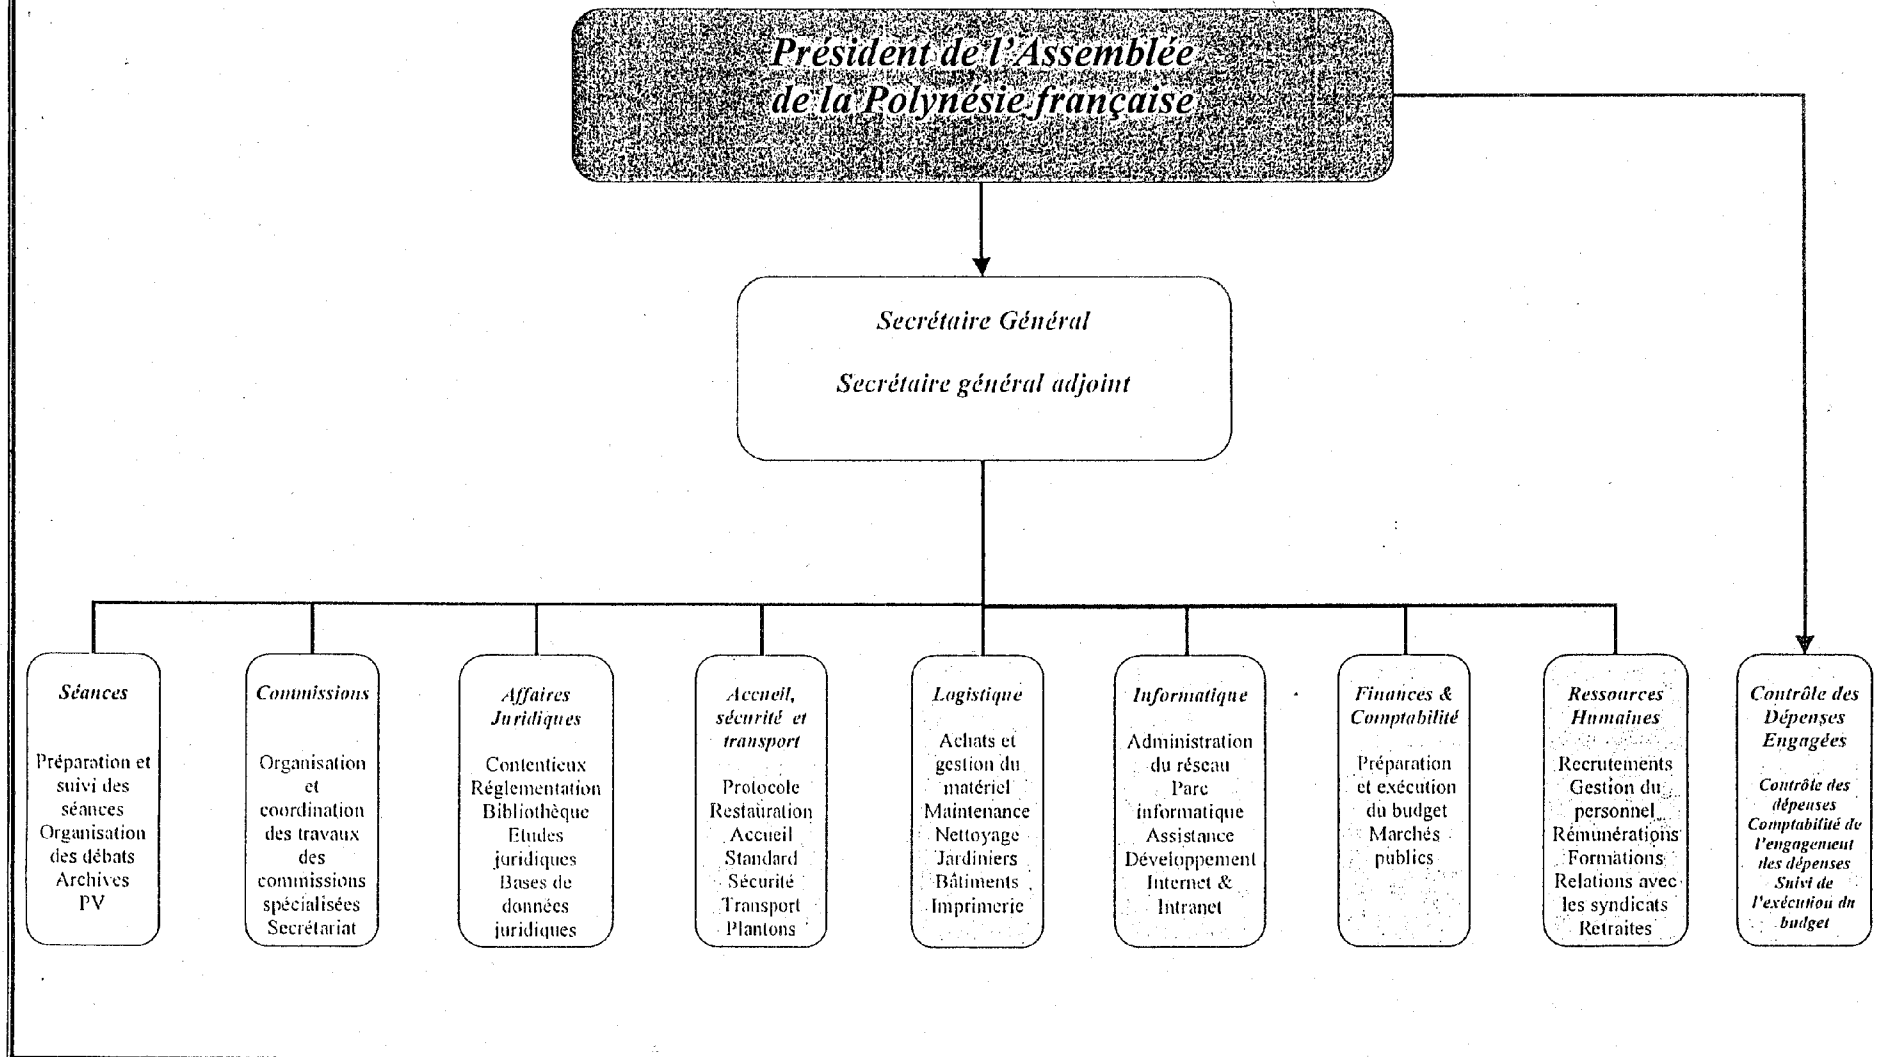 Président de l'Assemblée
de la Polynésie française
Secrétaire Général
Secrétaire général adjoint
Séances
Préparation et
suivi des
séances
Organisation
des débats
Archives
PV
Commissions
Organisation
et
coordination
des travaux
des
commissions
spécialisées
Secrétariat
Affaires
Juridiques
Contentieux
Réglementation
Bibliothèque
Etudes
juridiques
Bases de
données
juridiques
Accueil,
sécurité et
transport
Protocole
Restauration
Accueil
Standard
Sécurité
Transport
Plantons
Logistique
Achats et
gestion du
matériel
Maintenance
Nettoyage
Jardiniers
Bâtiments
Imprimerie
Informatique
Administration
du réseau
Parc
informatique
Assistance
Développement
Internet &
Intranet
Finances &
Comptabilité
Préparation
et exécution
du budget
Marchés
publics
Ressources
Humaines
Recrutements
Gestion du
personnel
Rémunérations
Formations
Relations avec
les syndicats
Retraites
Contrôle des
Dépenses
Engagées
Contrôle des
dépenses
Comptabilité de
l'engagement
des dépenses
Suivi de
l'exécution du
budget